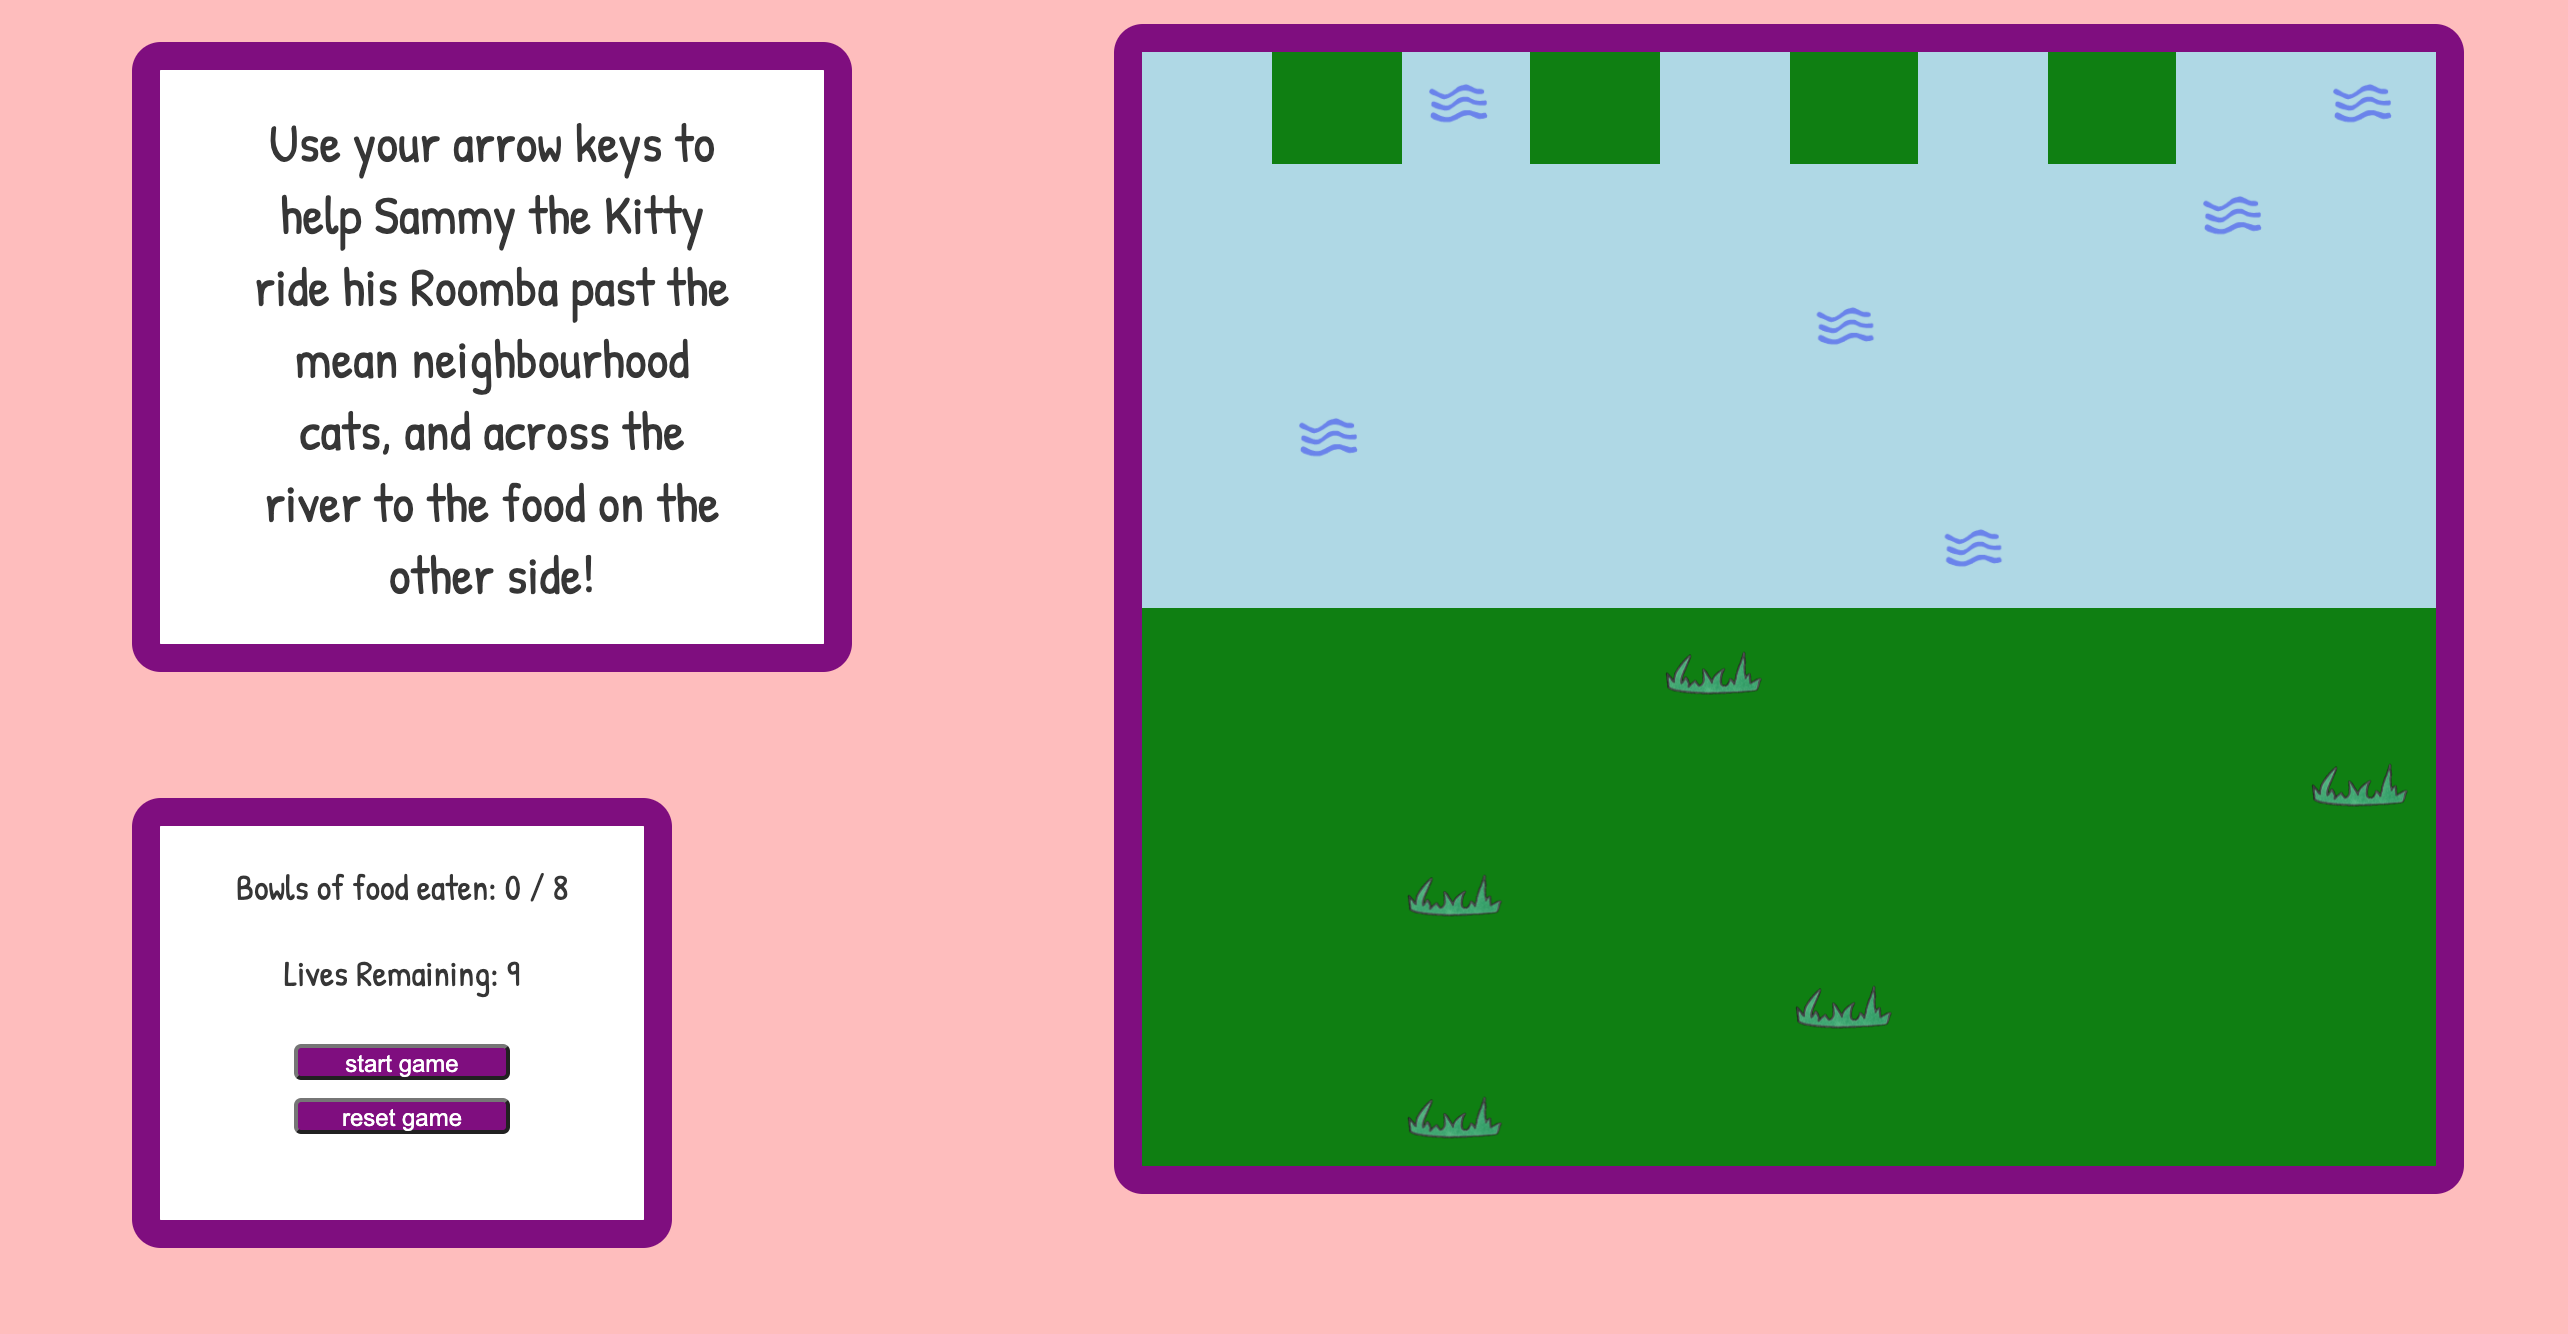 Use your arrow keys to
help Sammy the Kitty
ride his Roomba past the
mean neighbourhood
cats, and across the
river to the food on the
other side!
Bowls of food eaten: 0 / 8
Lives Remaining: 9
start game
reset game